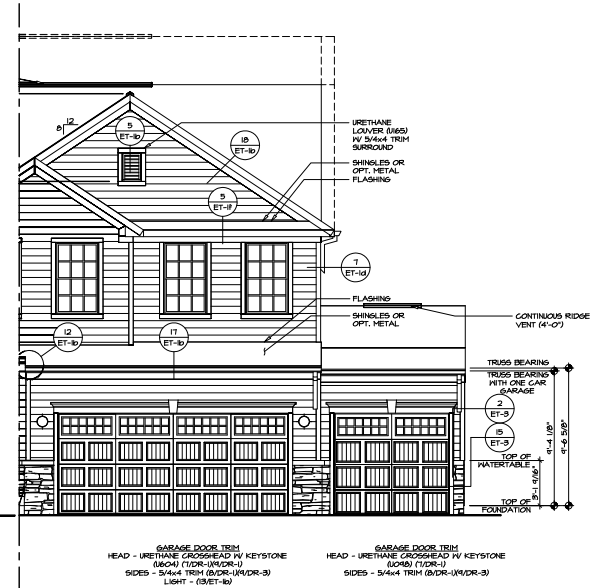 12
8
5
ET-1b
URETHANE
LOUVER (U165)
W/ 5/4x4 TRIM
SURROUND
18
ET-1b
SHINGLES OR
OPT. METAL
FLASHING
5
ET-1f
7
ET-1d
FLASHING
SHINGLES OR
OPT. METAL
CONTINUOUS RIDGE
VENT (4'-0")
12
ET-1b
17
ET-1b
TRUSS BEARING
TRUSS BEARING
WITH ONE CAR
GARAGE
2
ET-3
15
ET-3
9'-4 1/8"
9'-6 5/8"
TOP OF
WATERTABLE
3'-1 9/16"
TOP OF
FOUNDATION
GARAGE DOOR TRIM
HEAD - URETHANE CROSSHEAD W/ KEYSTONE
(U604) (7/DR-1)(9/DR-1)
SIDES - 5/4x4 TRIM (8/DR-1)(9/DR-3)
LIGHT - (13/ET-1b)
GARAGE DOOR TRIM
HEAD - URETHANE CROSSHEAD W/ KEYSTONE
(U098) (7/DR-1)
SIDES - 5/4x4 TRIM (8/DR-1)(9/DR-3)